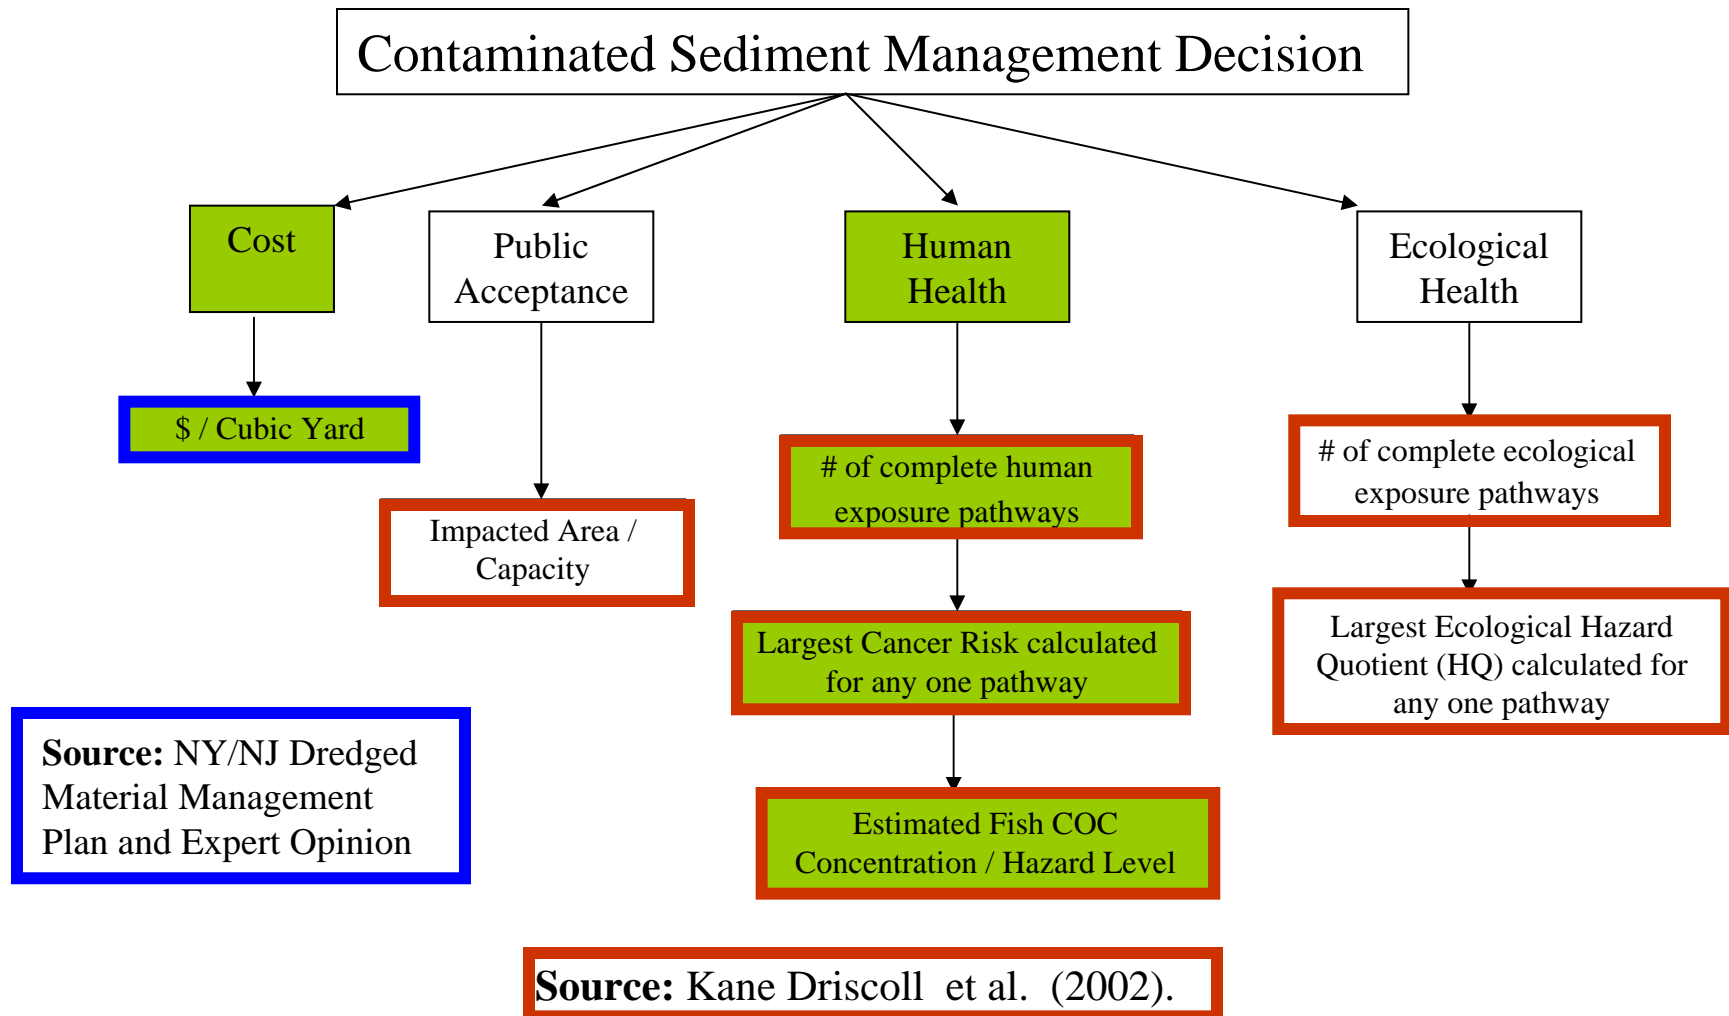 Contaminated Sediment Management Decision
Cost
Public
Acceptance
Human
Health
Ecological
Health
$ / Cubic Yard
Impacted Area /
Capacity
# of complete human
exposure pathways
# of complete ecological
exposure pathways
Largest Cancer Risk calculated
for any one pathway
Largest Ecological Hazard
Quotient (HQ) calculated for
any one pathway
Estimated Fish COC
Concentration / Hazard Level
Source: NY/NJ Dredged
Material Management
Plan and Expert Opinion
Source: Kane Driscoll et al. (2002).